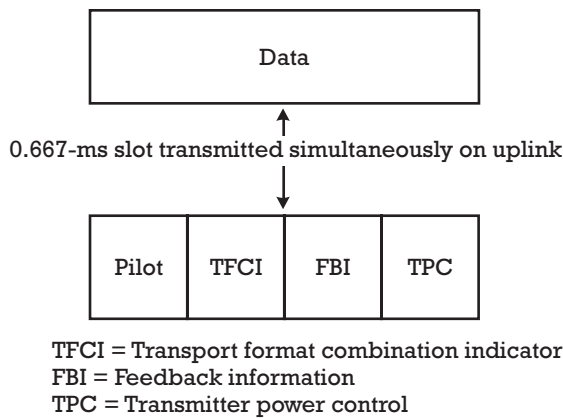 Data
0.667-ms slot transmitted simultaneously on uplink
Pilot TFCI FBI TPC
TFCI = Transport format combination indicator
FBI = Feedback information
TPC = Transmitter power control